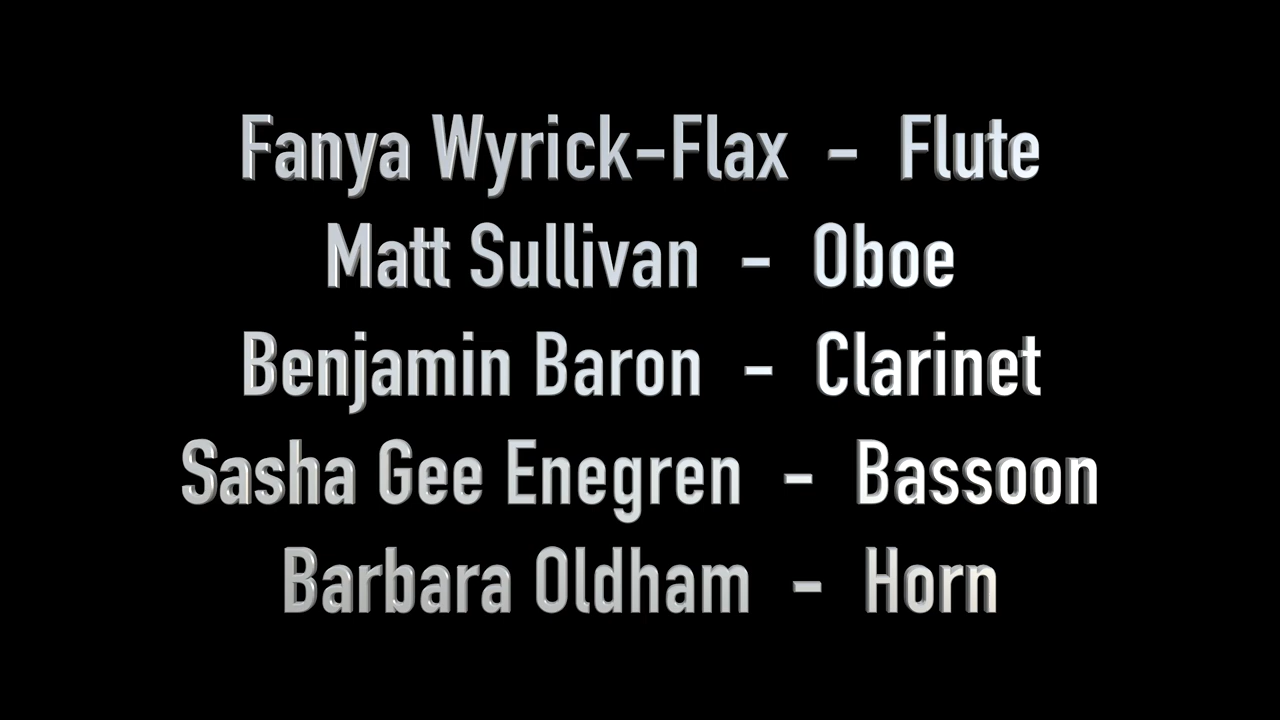 Fanya Wyrick-Flax - Flute
Matt Sullivan - Oboe
Benjamin Baron - Clarinet
Sasha Gee Enegren - Bassoon
Barbara Oldham - Horn